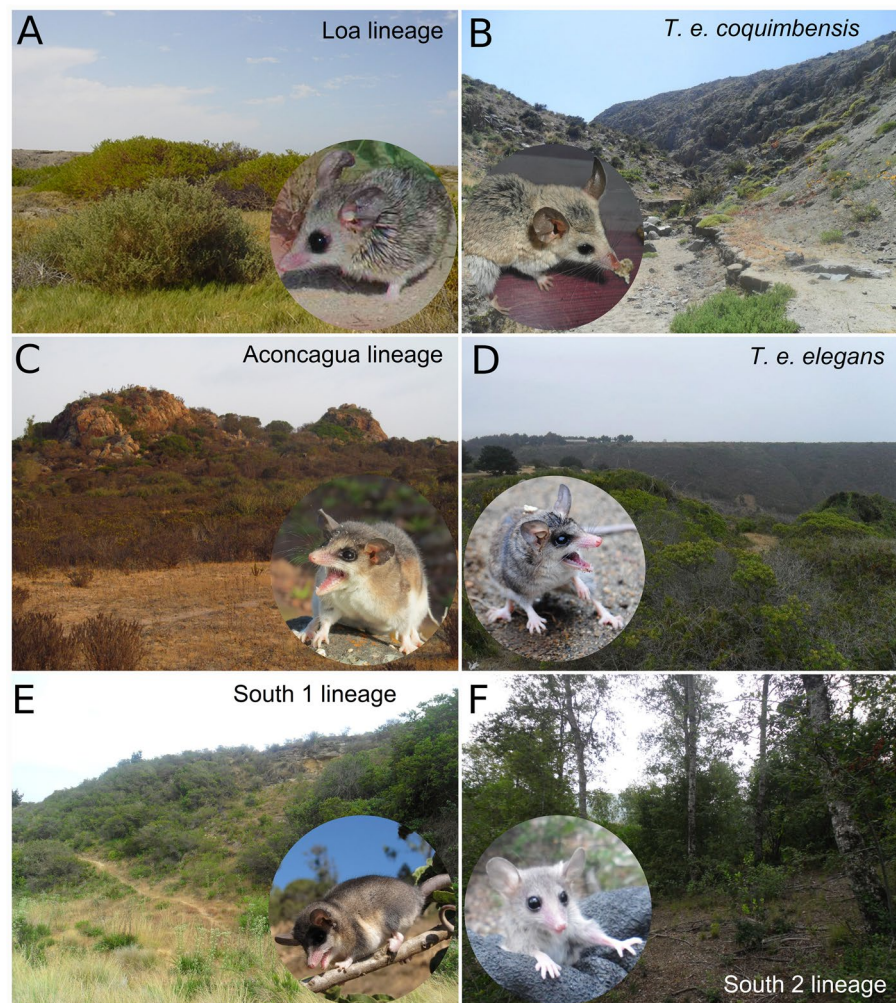 A
Loa lineage
B
T. e. coquimbensis
C
Aconcagua lineage
D
T. e. elegans
E
South 1 lineage
F
South 2 lineage